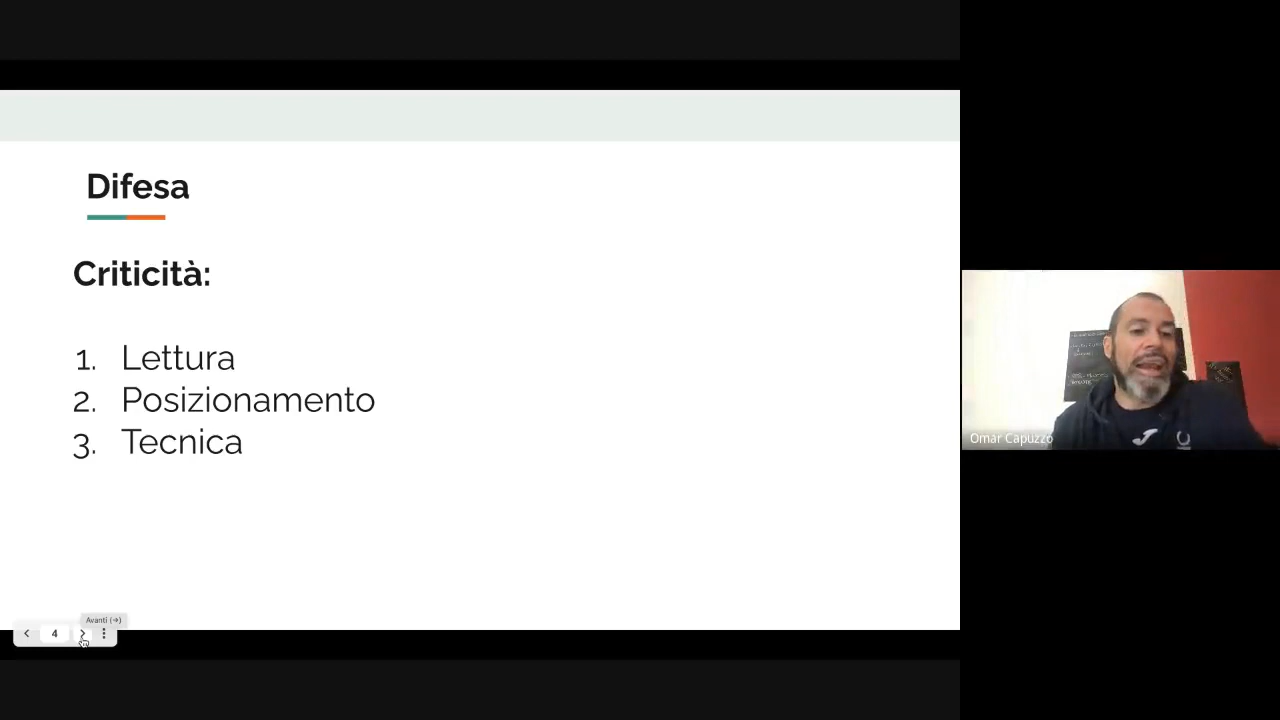 Difesa
Criticità:
1. Lettura
2. Posizionamento
3. Tecnica
Avanti (→)
4
Omar Capuzzo